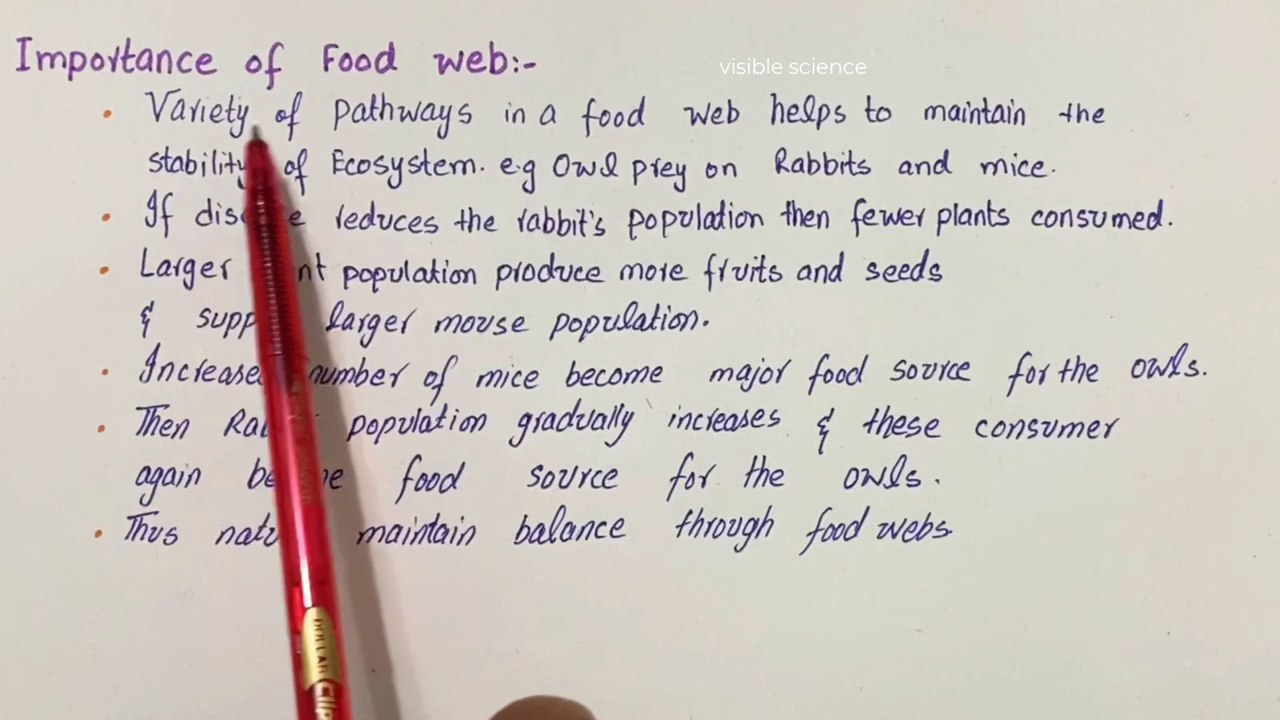 Importance of Food web:-
visible science
• Variety of pathways in a food web helps to maintain the
stability of Ecosystem. e.g Owl prey on Rabbits and mice.
• If reduces the rabbit's population then fewer plants consumed.
• Larger population produce more fruits and seeds
& larger mouse population.
• number of mice become major food source for the owls.
• Then population gradually increases & these consumer
again food source for the owls.
• Thus maintain balance through food webs.
DOLLAR
Clip